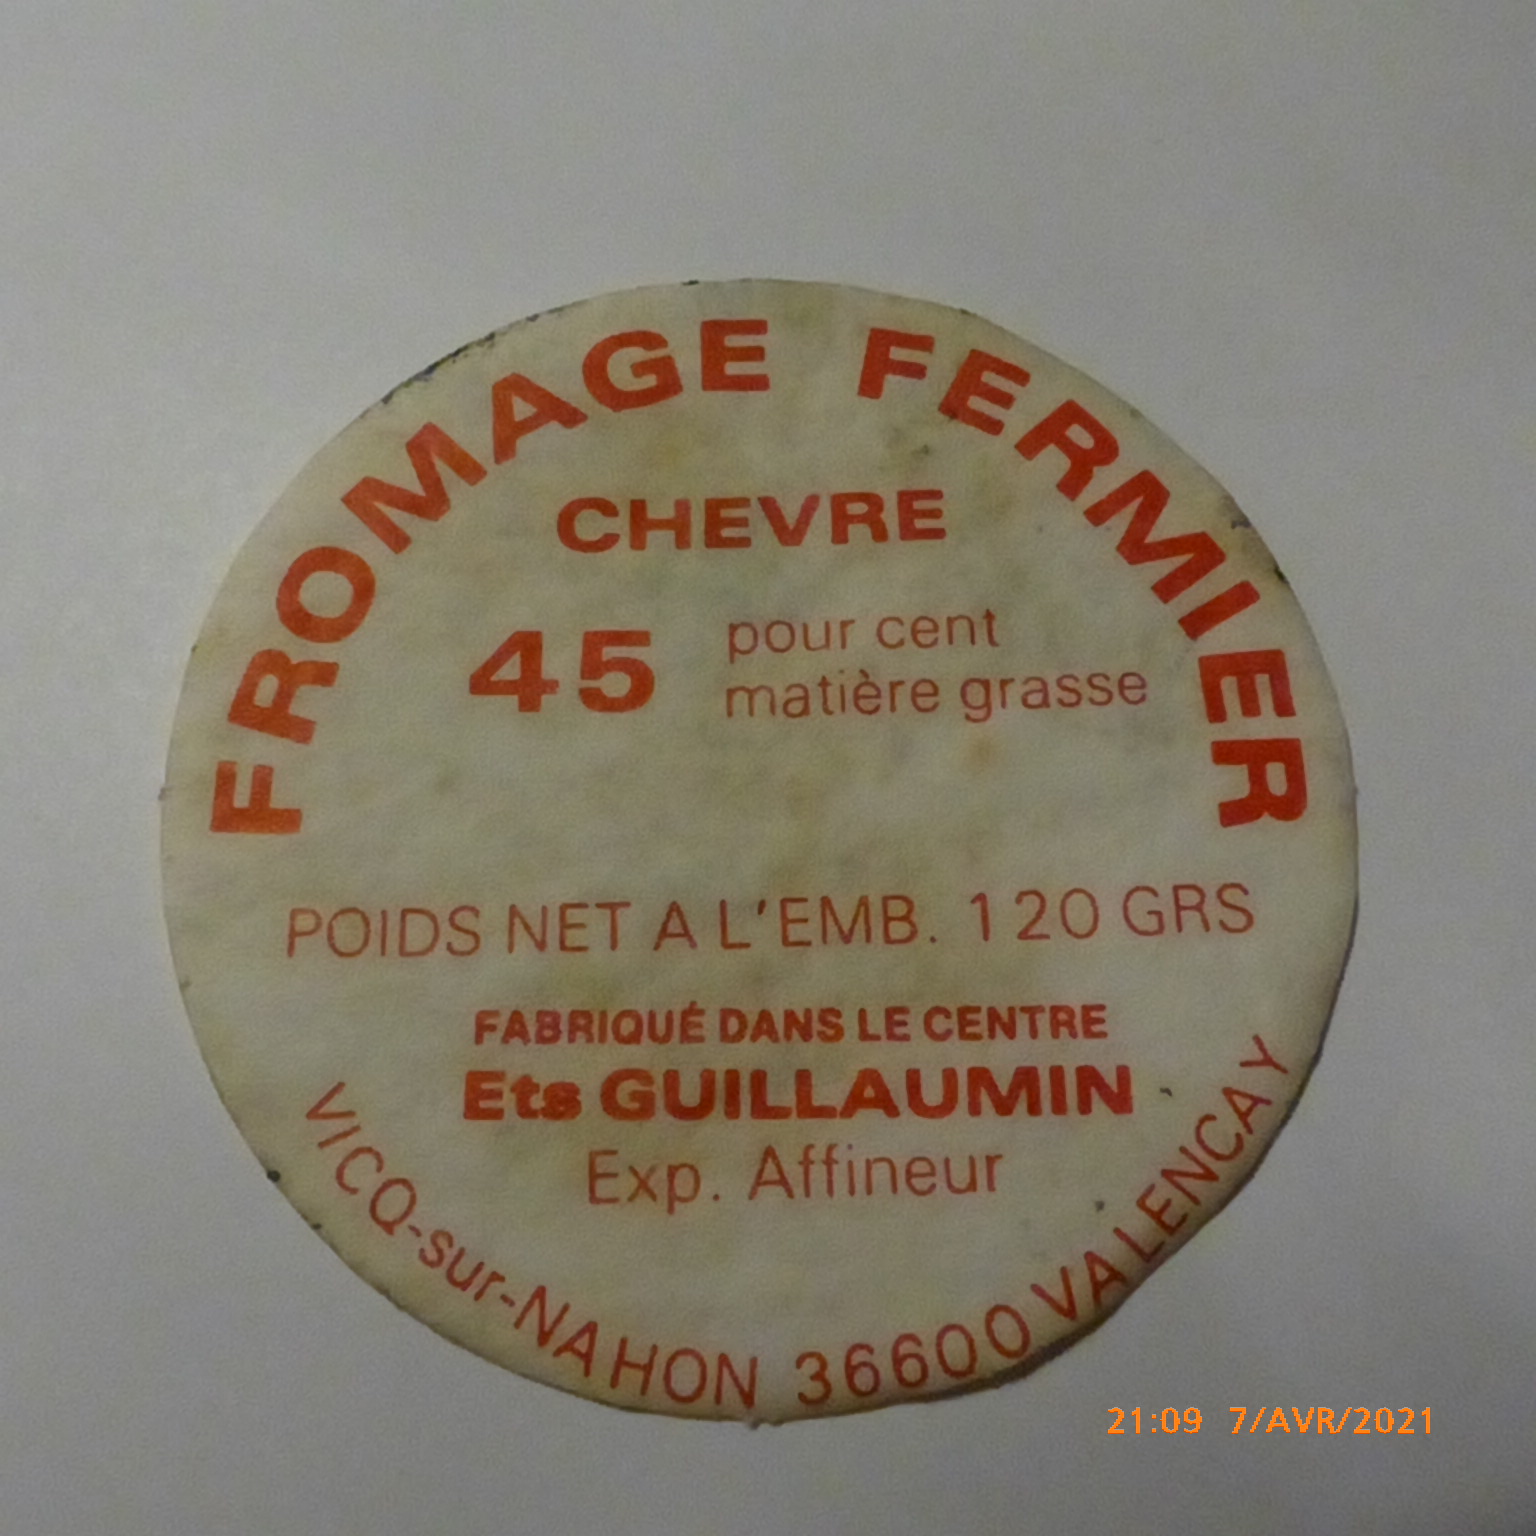 FROMAGE FERMIER
CHEVRE
45 pour cent
matière grasse
POIDS NET A L'EMB. 120 GRS
FABRIQUÉ DANS LE CENTRE
Ets GUILLAUMIN
Exp. Affineur
VICQ-sur-NAHON 36600 VALENCAY
21:09 7/AVR/2021